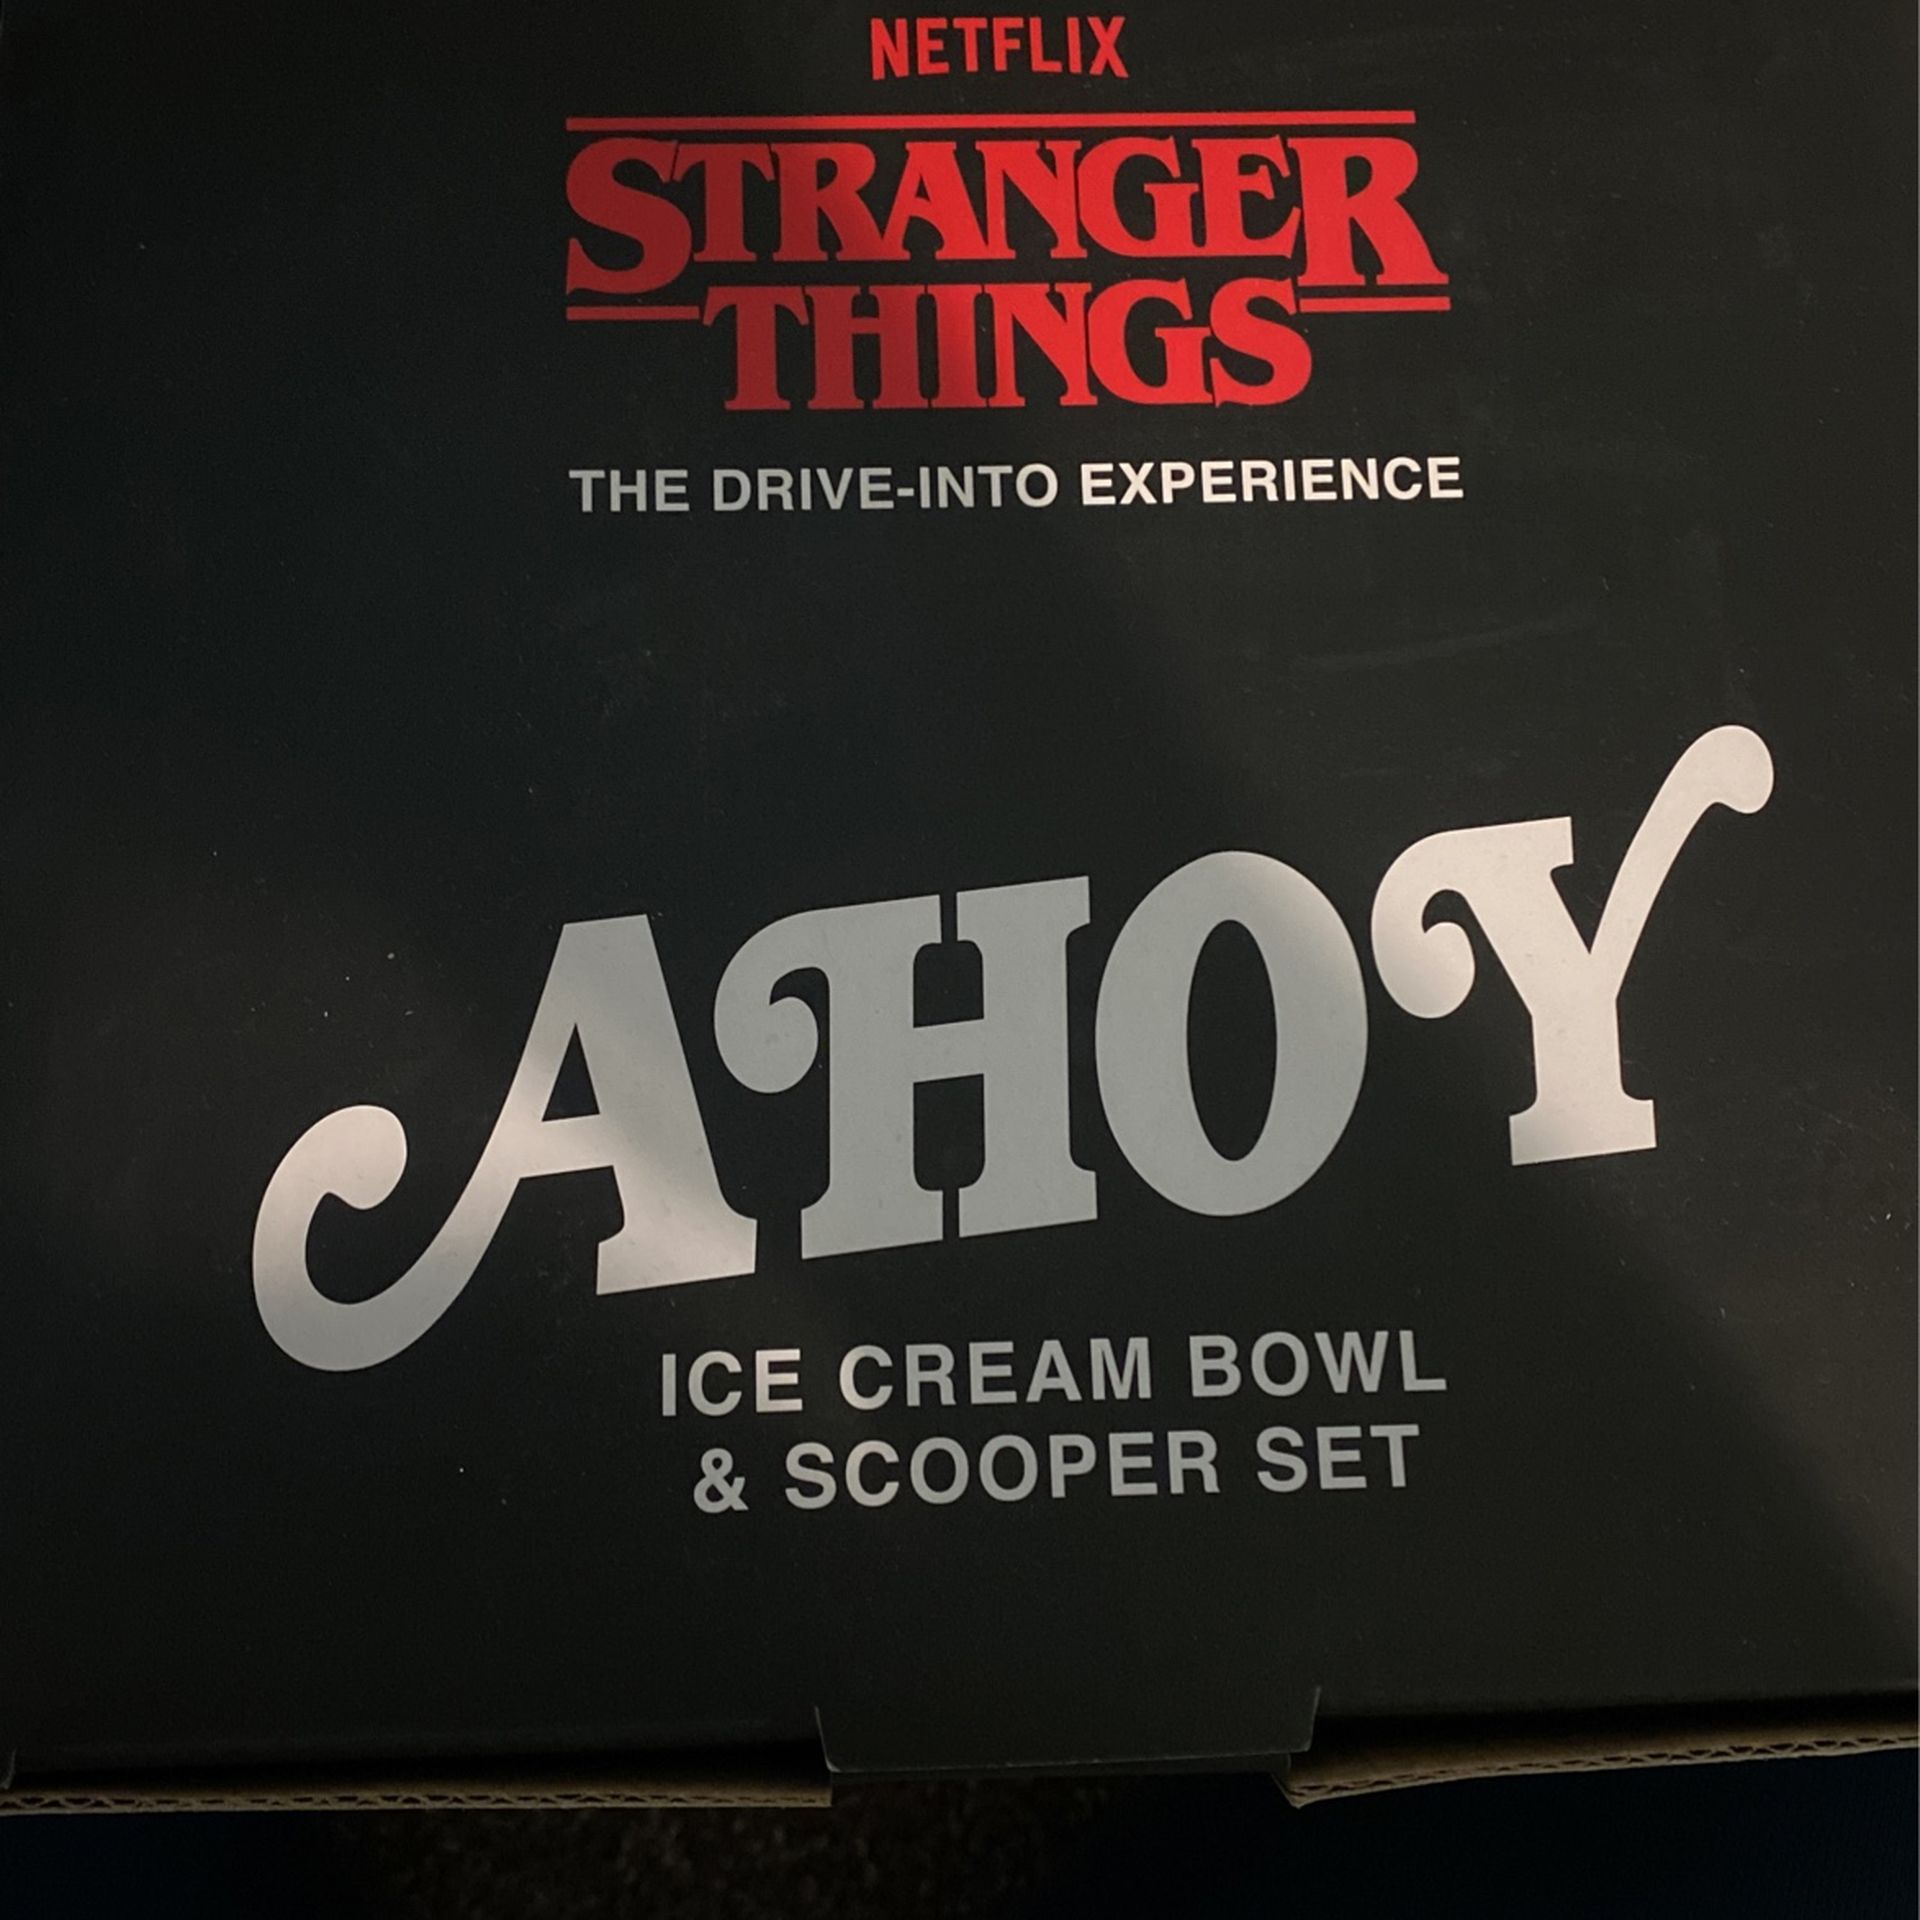 NETFLIX
STRANGER
THINGS
THE DRIVE-INTO EXPERIENCE
AHOY
ICE CREAM BOWL
& SCOOPER SET